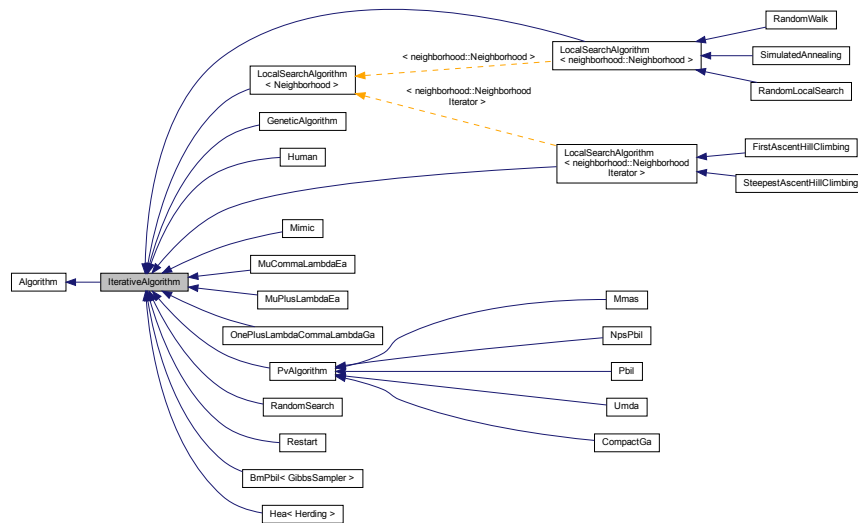 RandomWalk
LocalSearchAlgorithm
< neighborhood::Neighborhood >
SimulatedAnnealing
< neighborhood::Neighborhood >
LocalSearchAlgorithm
< Neighborhood >
RandomLocalSearch
< neighborhood::Neighborhood
Iterator >
GeneticAlgorithm
FirstAscentHillClimbing
Human
LocalSearchAlgorithm
< neighborhood::Neighborhood
Iterator >
SteepestAscentHillClimbing
Mimic
MuCommaLambdaEa
Algorithm
IterativeAlgorithm
MuPlusLambdaEa
Mmas
OnePlusLambdaCommaLambdaGa
NpsPbil
PvAlgorithm
Pbil
RandomSearch
Umda
Restart
CompactGa
BmPbil< GibbsSampler >
Hea< Herding >